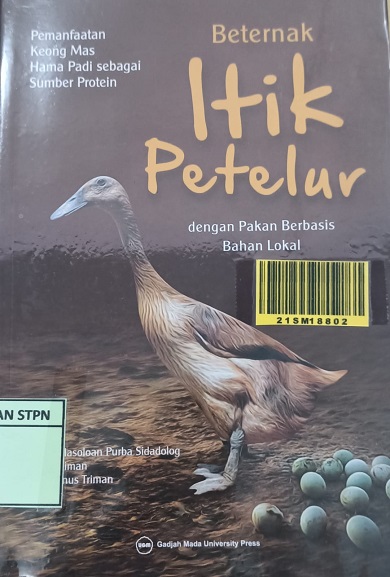 Pemanfaatan
Keong Mas
Hama Padi sebagai
Sumber Protein
Beternak
Itik
Petelur
dengan Pakan Berbasis
Bahan Lokal
21SM18802
AN STPN
Purba Sidadolog
Triman
UGM
Gadjah Mada University Press